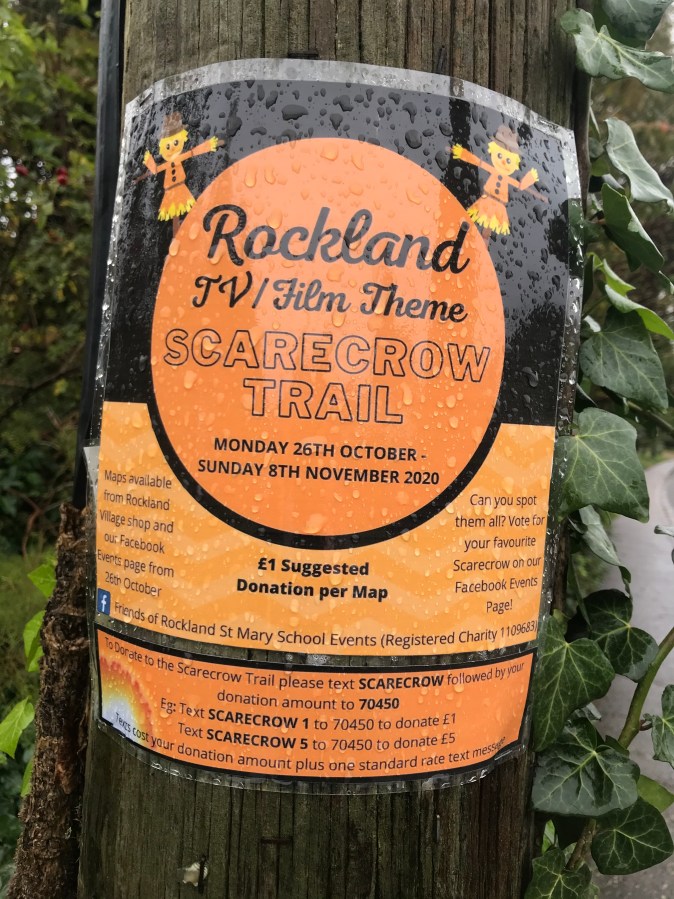 Rockland
TV/Film Theme
SCARECROW
TRAIL
MONDAY 26TH OCTOBER -
SUNDAY 8TH NOVEMBER 2020
Maps available
from Rockland
Village shop and
our Facebook
Events page from
26th October
£1 Suggested
Donation per Map
Can you spot
them all? Vote for
your favourite
Scarecrow on our
Facebook Events
Page!
f Friends of Rockland St Mary School Events (Registered Charity 1109683)
To Donate to the Scarecrow Trail please text SCARECROW followed by your
donation amount to 70450
Eg: Text SCARECROW 1 to 70450 to donate £1
Text SCARECROW 5 to 70450 to donate £5
Texts cost your donation amount plus one standard rate text message